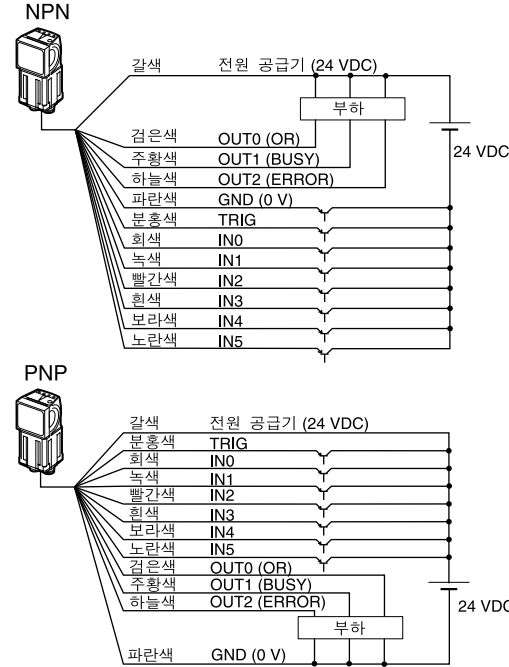 NPN
갈색 전원 공급기 (24 VDC)
부하
24 VDC
검은색 OUT0 (OR)
주황색 OUT1 (BUSY)
하늘색 OUT2 (ERROR)
파란색 GND (0 V)
분홍색 TRIG
회색 IN0
녹색 IN1
빨간색 IN2
흰색 IN3
보라색 IN4
노란색 IN5
PNP
갈색 전원 공급기 (24 VDC)
분홍색 TRIG
회색 IN0
녹색 IN1
빨간색 IN2
흰색 IN3
보라색 IN4
노란색 IN5
검은색 OUT0 (OR)
주황색 OUT1 (BUSY)
하늘색 OUT2 (ERROR)
24 VDC
부하
파란색 GND (0 V)